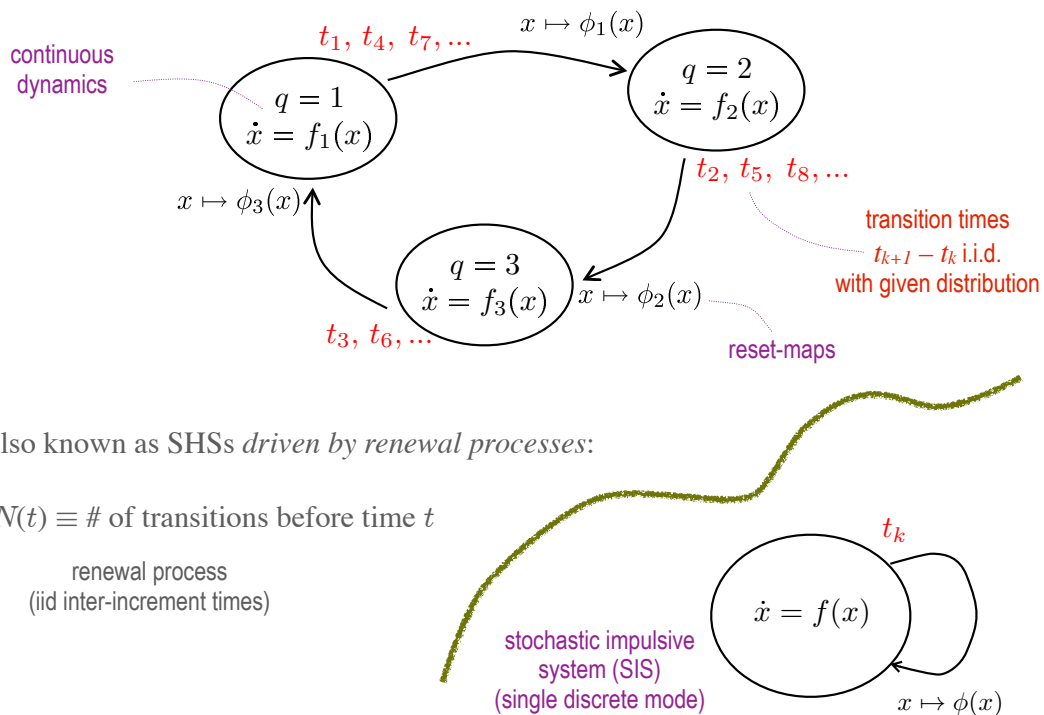 t₁, t₄, t₇, ...
x ↦ ϕ₁(x)
continuous
dynamics
q = 1
ẋ = f₁(x)
q = 2
ẋ = f₂(x)
t₂, t₅, t₈, ...
x ↦ ϕ₃(x)
transition times
tₖ₊₁ – tₖ i.i.d.
with given distribution
q = 3
ẋ = f₃(x)
x ↦ ϕ₂(x)
t₃, t₆, ...
reset-maps
lso known as SHSs driven by renewal processes:
N(t) ≡ # of transitions before time t
renewal process
(iid inter-increment times)
tₖ
ẋ = f(x)
stochastic impulsive
system (SIS)
(single discrete mode)
x ↦ ϕ(x)